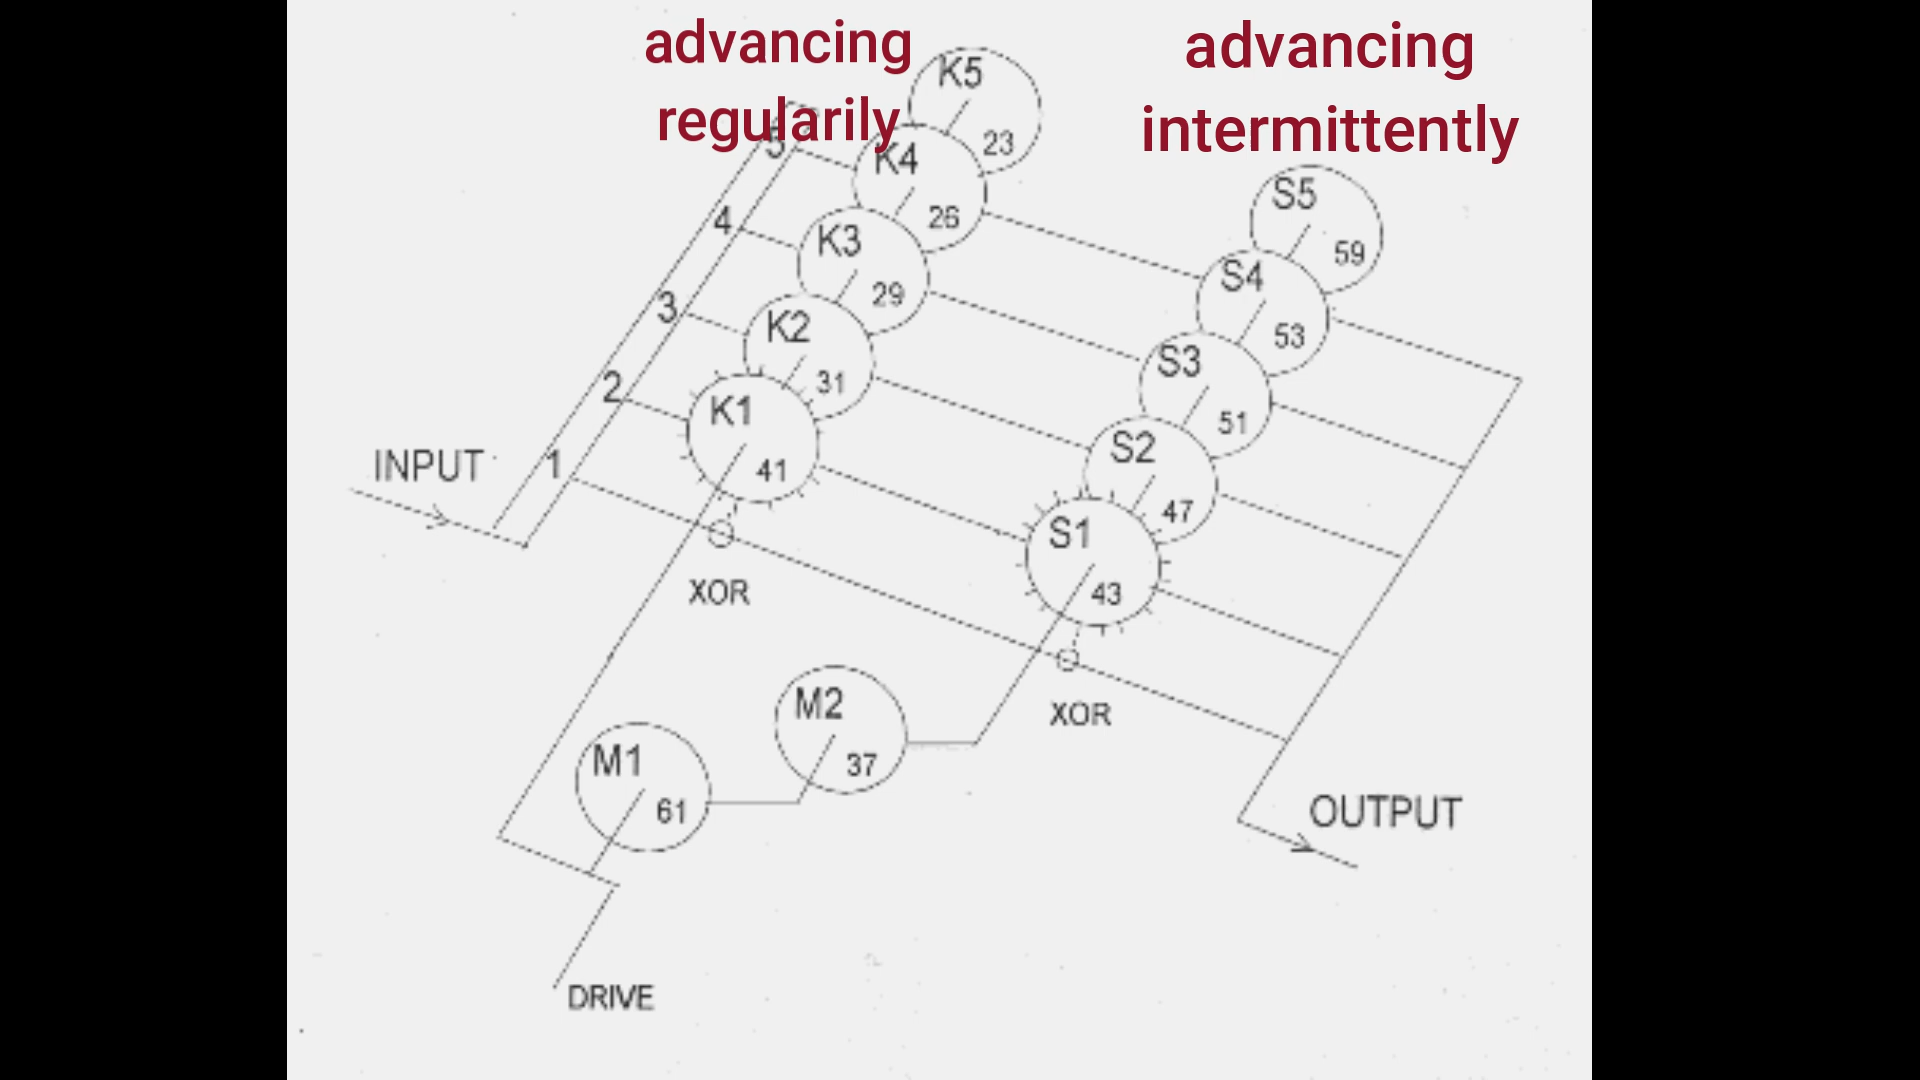 advancing
regularily
advancing
intermittently
K5
23
5
K4
26
S5
59
4
K3
29
S4
53
3
K2
31
S3
51
2
K1
41
S2
47
INPUT
1
S1
43
XOR
XOR
M2
37
M1
61
OUTPUT
DRIVE